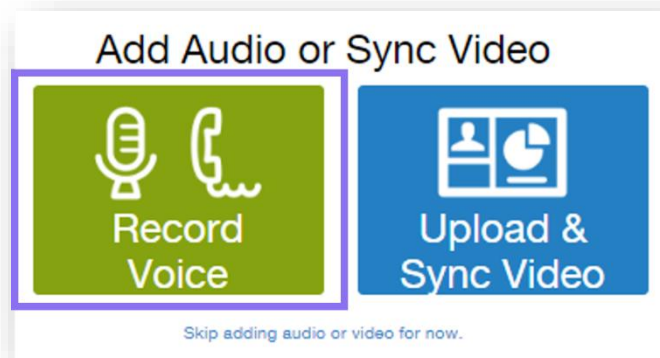 Add Audio or Sync Video
Record
Voice
Upload &
Sync Video
Skip adding audio or video for now.